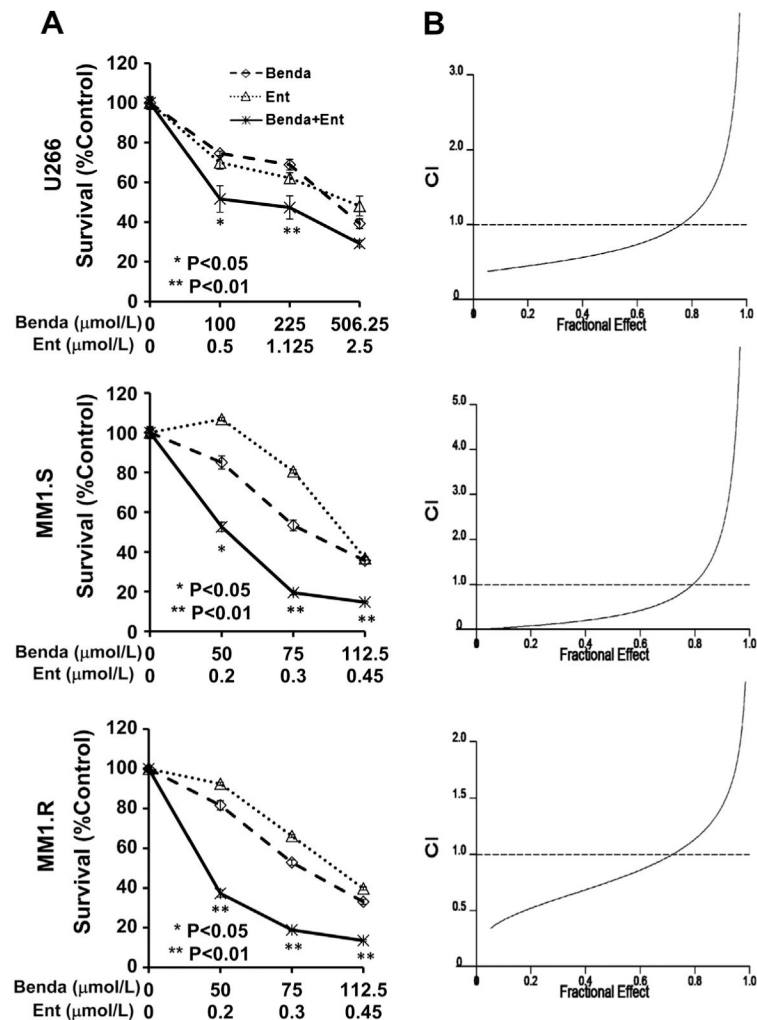 A
B
U266
Survival (%Control)
120
100
80
60
40
20
0
Benda
Ent
Benda+Ent
*
**
* P<0.05
** P<0.01
Benda (μmol/L) 0 100 225 506.25
Ent (μmol/L) 0 0.5 1.125 2.5
CI
3.0
2.0
1.0
0
0.2 0.4 0.6 0.8 1.0
Fractional Effect
MM1.S
Survival (%Control)
120
100
80
60
40
20
0
*
**
**
* P<0.05
** P<0.01
Benda (μmol/L) 0 50 75 112.5
Ent (μmol/L) 0 0.2 0.3 0.45
CI
5.0
4.0
3.0
2.0
1.0
0
0 0.2 0.4 0.6 0.8 1.0
Fractional Effect
MM1.R
Survival (%Control)
120
100
80
60
40
20
0
**
**
**
* P<0.05
** P<0.01
Benda (μmol/L) 0 50 75 112.5
Ent (μmol/L) 0 0.2 0.3 0.45
CI
2.0
1.5
1.0
0.5
0
0 0.2 0.4 0.6 0.8 1.0
Fractional Effect